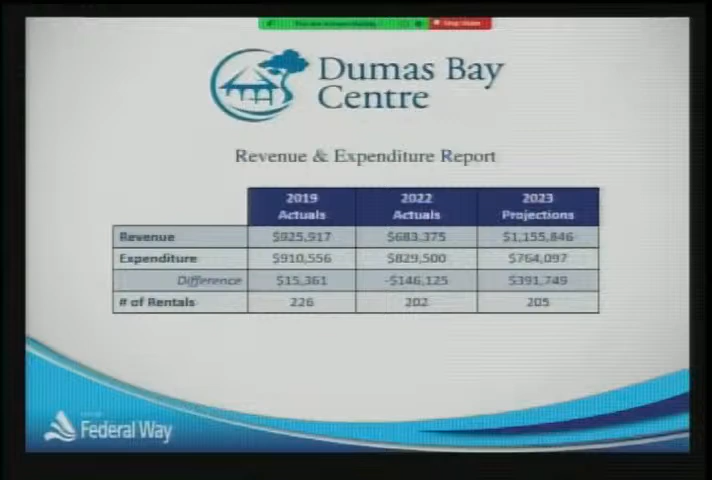 Dumas Bay
Centre
Revenue & Expenditure Report
2019 Actuals 2022 Actuals 2023 Projections
Revenue $925,917 $683,375 $1,155,846
Expenditure $910,556 $829,500 $764,097
Difference $15,361 -$146,125 $391,749
# of Rentals 226 202 205
Federal Way